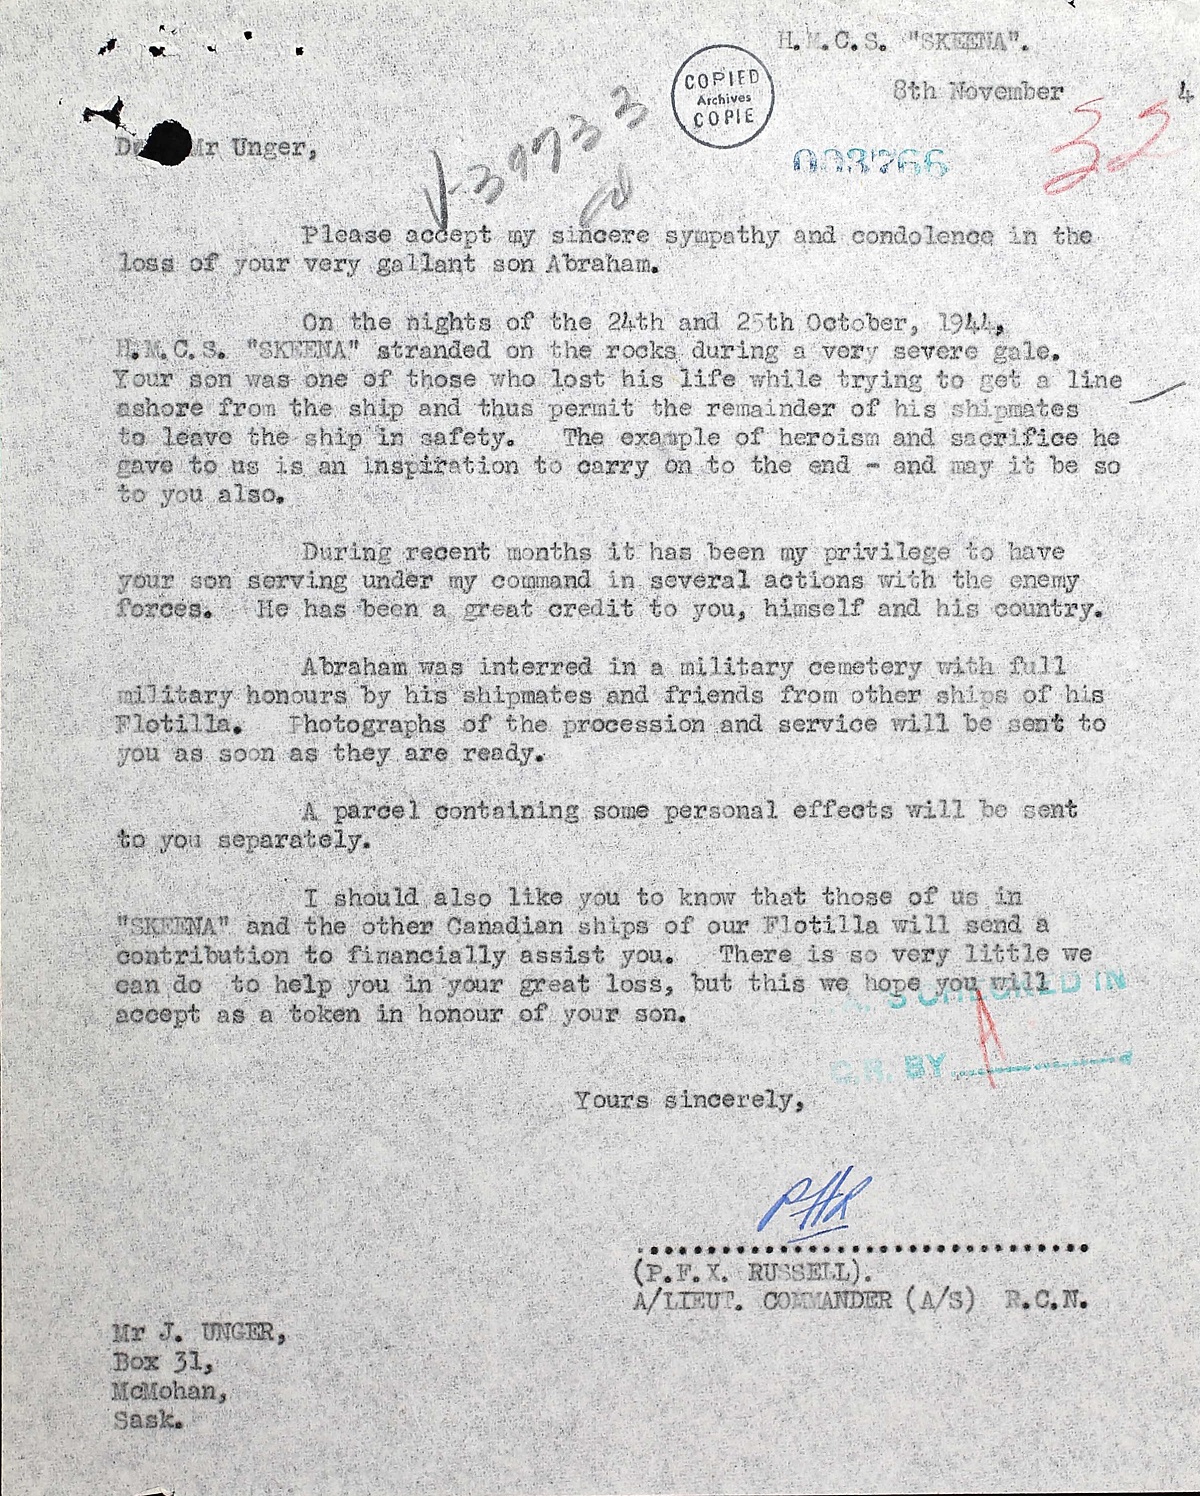 H.M.C.S. "SKEENA".
COPIED
Archives
COPIE
8th November 4
32
Mr Unger,
V-39733
003766
Please accept my sincere sympathy and condolence in the
loss of your very gallant son Abraham.
On the nights of the 24th and 25th October, 1944,
H.M.C.S. "SKEENA" stranded on the rocks during a very severe gale.
Your son was one of those who lost his life while trying to get a line
ashore from the ship and thus permit the remainder of his shipmates
to leave the ship in safety. The example of heroism and sacrifice he
gave to us is an inspiration to carry on to the end - and may it be so
to you also.
During recent months it has been my privilege to have
your son serving under my command in several actions with the enemy
forces. He has been a great credit to you, himself and his country.
Abraham was interred in a military cemetery with full
military honours by his shipmates and friends from other ships of his
Flotilla. Photographs of the procession and service will be sent to
you as soon as they are ready.
A parcel containing some personal effects will be sent
to you separately.
I should also like you to know that those of us in
"SKEENA" and the other Canadian ships of our Flotilla will send a
contribution to financially assist you. There is so very little we
can do to help you in your great loss, but this we hope you will
accept as a token in honour of your son.
IN
C.R. BY
Yours sincerely,
(P.F.X. RUSSELL).
A/LIEUT. COMMANDER (A/S) R.C.N.
Mr J. UNGER,
Box 31,
McMohan,
Sask.